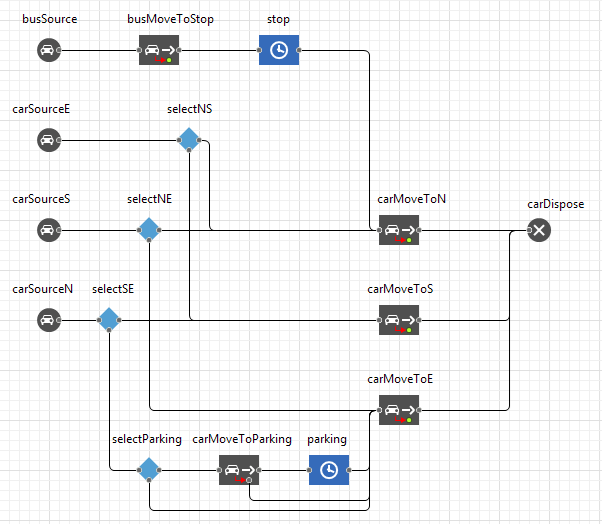 busSource busMoveToStop stop
carSourceE selectNS
carSourceS selectNE carMoveToN carDispose
carSourceN selectSE carMoveToS
carMoveToE
selectParking carMoveToParking parking